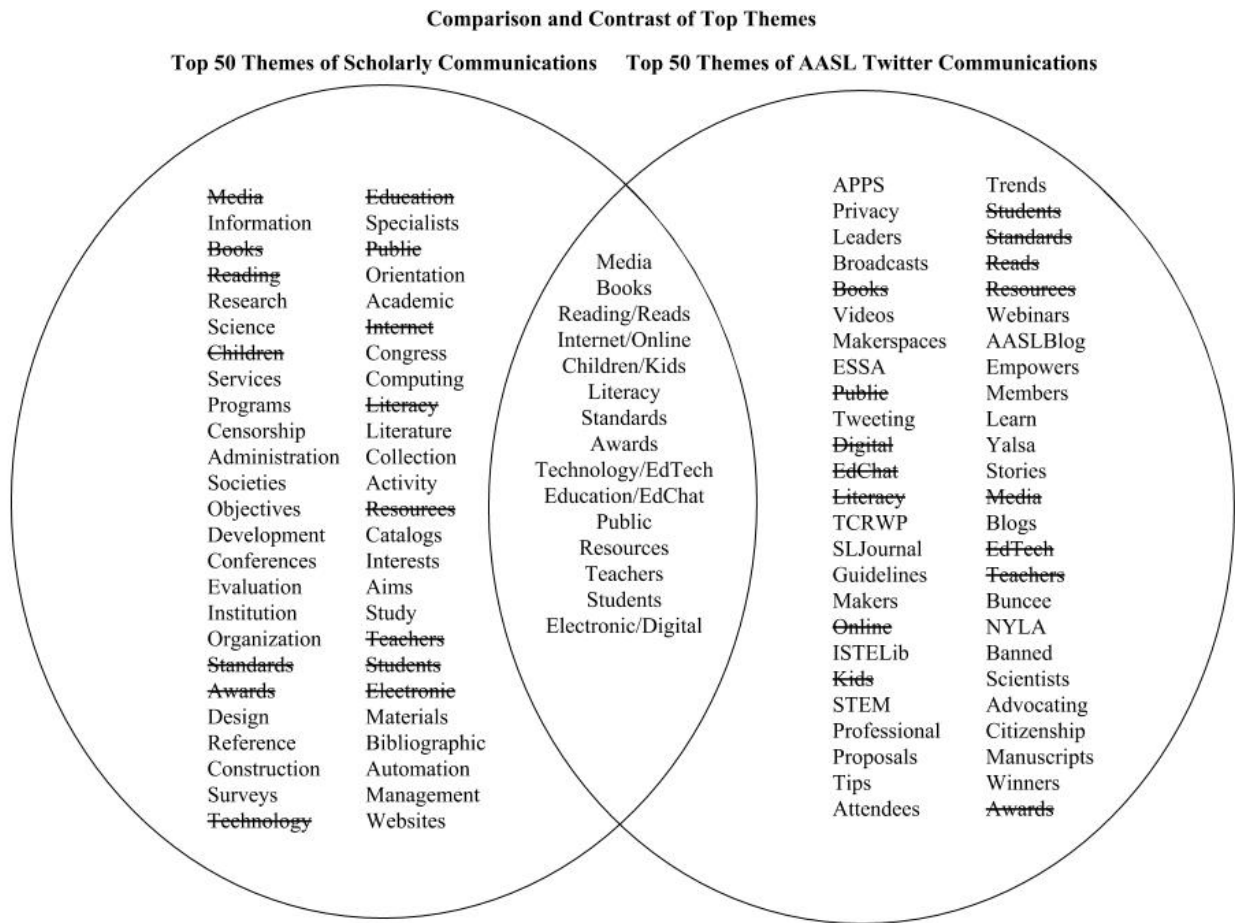 Comparison and Contrast of Top Themes
Top 50 Themes of Scholarly Communications
Top 50 Themes of AASL Twitter Communications
Media
Information
Books
Reading
Research
Science
Children
Services
Programs
Censorship
Administration
Societies
Objectives
Development
Conferences
Evaluation
Institution
Organization
Standards
Awards
Design
Reference
Construction
Surveys
Technology
Education
Specialists
Public
Orientation
Academic
Internet
Congress
Computing
Literacy
Literature
Collection
Activity
Resources
Catalogs
Interests
Aims
Study
Teachers
Students
Electronic
Materials
Bibliographic
Automation
Management
Websites
Media
Books
Reading/Reads
Internet/Online
Children/Kids
Literacy
Standards
Awards
Technology/EdTech
Education/EdChat
Public
Resources
Teachers
Students
Electronic/Digital
APPS
Privacy
Leaders
Broadcasts
Books
Videos
Makerspaces
ESSA
Public
Tweeting
Digital
EdChat
Literacy
TCRWP
SLJournal
Guidelines
Makers
Online
ISTELib
Kids
STEM
Professional
Proposals
Tips
Attendees
Trends
Students
Standards
Reads
Resources
Webinars
AASLBlog
Empowers
Members
Learn
Yalsa
Stories
Media
Blogs
EdTech
Teachers
Buncee
NYLA
Banned
Scientists
Advocating
Citizenship
Manuscripts
Winners
Awards